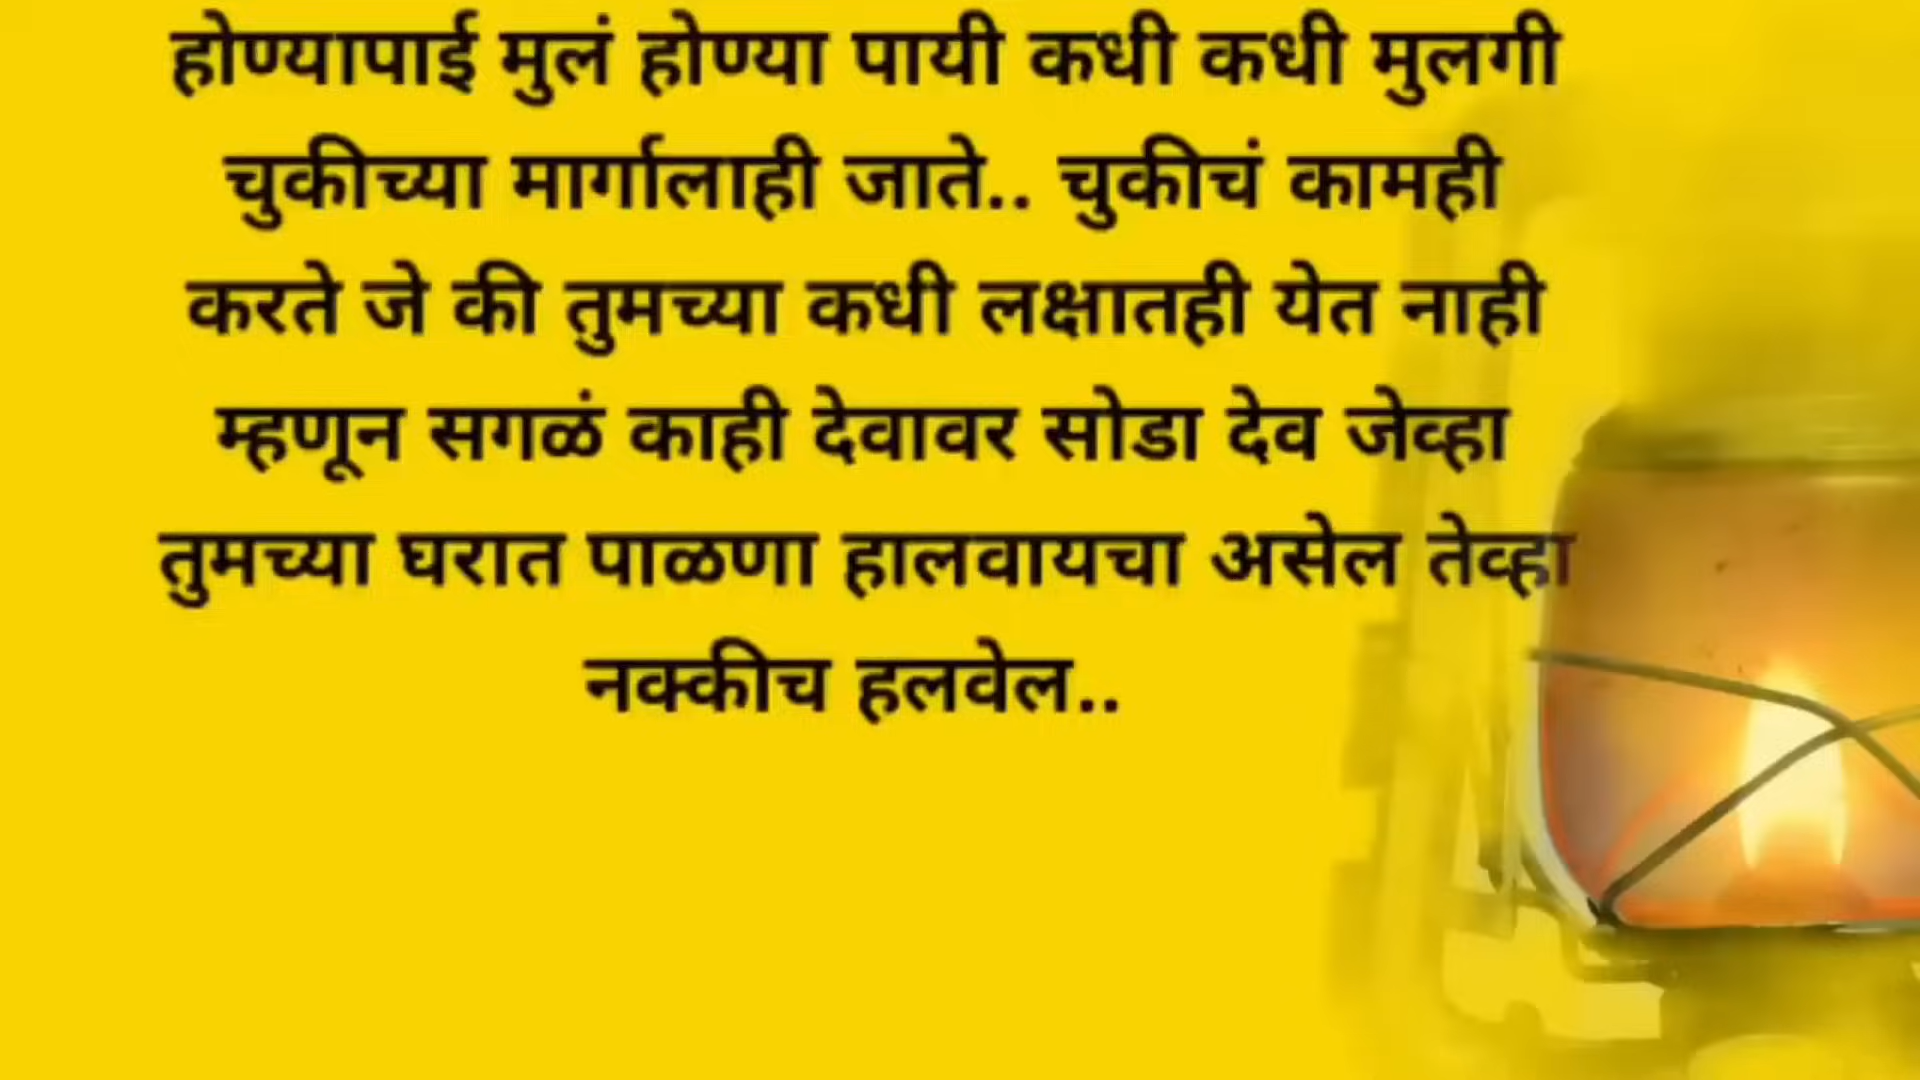 होण्यापाई मुलं होण्या पायी कधी कधी मुलगी
चुकीच्या मार्गालाही जाते.. चुकीचं कामही
करते जे की तुमच्या कधी लक्षातही येत नाही
म्हणून सगळं काही देवावर सोडा देव जेव्हा
तुमच्या घरात पाळणा हालवायचा असेल तेव्हा
नक्कीच हलवेल..